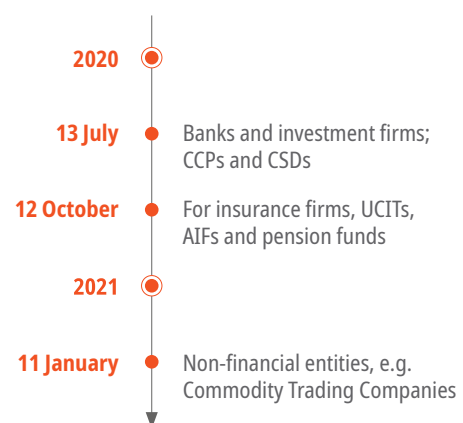 2020
13 July
Banks and investment firms;
CCPs and CSDs
12 October
For insurance firms, UCITs,
AIFs and pension funds
2021
11 January
Non-financial entities, e.g.
Commodity Trading Companies